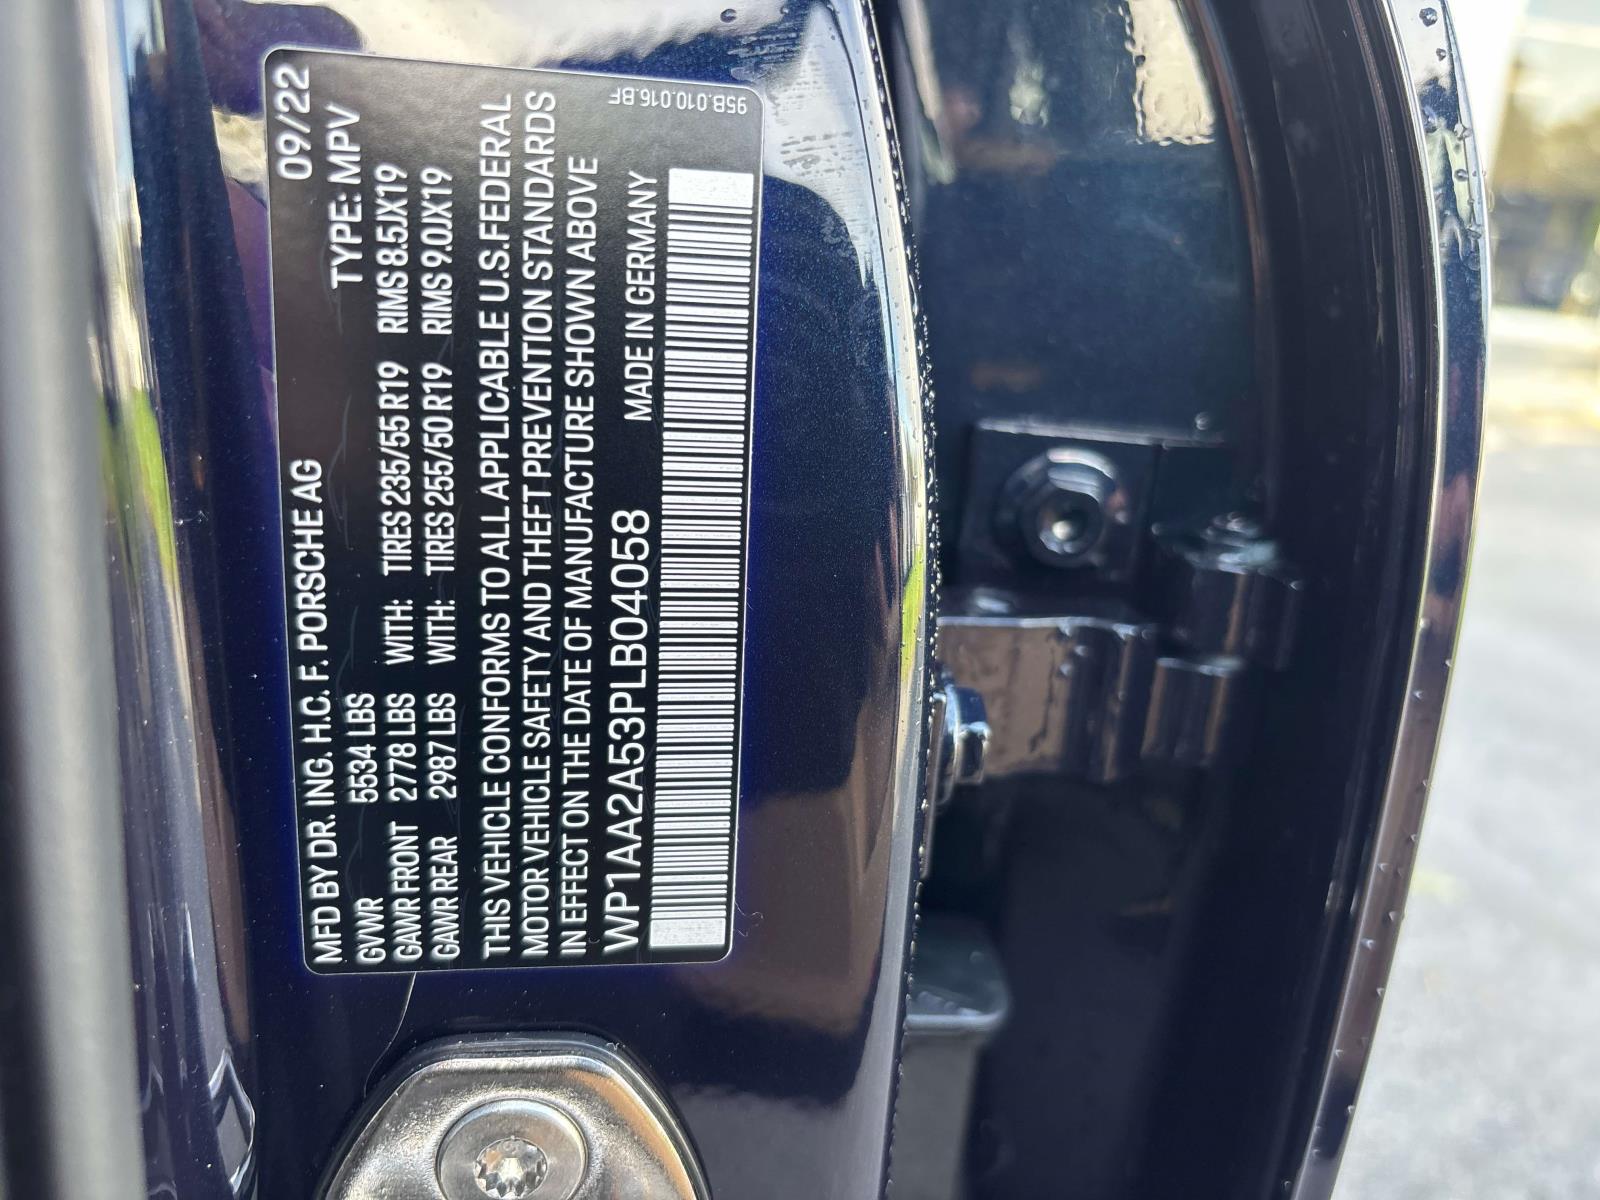 MFD BY DR. ING. H.C. F. PORSCHE AG 09/22
GVWR 5534 LBS TYPE: MPV
GAWR FRONT 2778 LBS WITH: TIRES 235/55 R19 RIMS 8.5JX19
GAWR REAR 2987 LBS WITH: TIRES 255/50 R19 RIMS 9.0JX19
THIS VEHICLE CONFORMS TO ALL APPLICABLE U.S.FEDERAL
MOTOR VEHICLE SAFETY AND THEFT PREVENTION STANDARDS
IN EFFECT ON THE DATE OF MANUFACTURE SHOWN ABOVE
WP1AA2A53PLB04058 MADE IN GERMANY
95B.010.016.BF